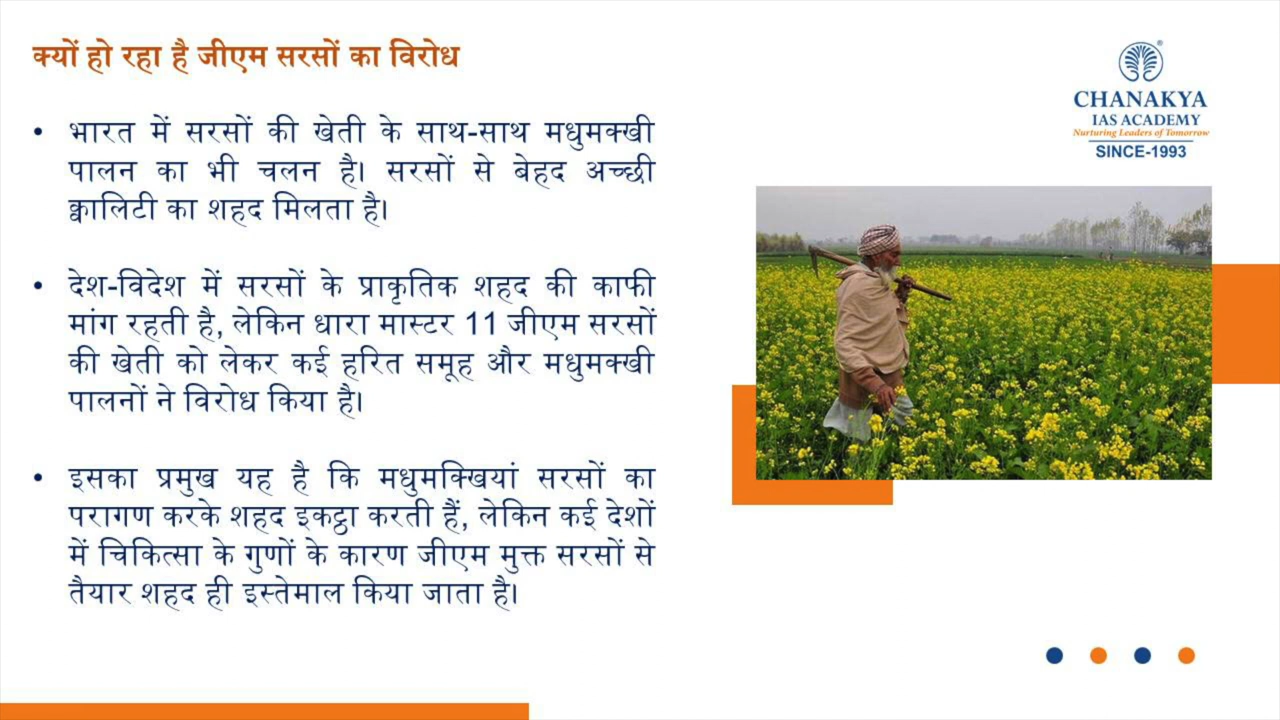 क्यों हो रहा है जीएम सरसों का विरोध
• भारत में सरसों की खेती के साथ-साथ मधुमक्खी
पालन का भी चलन है। सरसों से बेहद अच्छी
क्वालिटी का शहद मिलता है।
• देश-विदेश में सरसों के प्राकृतिक शहद की काफी
मांग रहती है, लेकिन धारा मास्टर 11 जीएम सरसों
की खेती को लेकर कई हरित समूह और मधुमक्खी
पालनों ने विरोध किया है।
• इसका प्रमुख यह है कि मधुमक्खियां सरसों का
परागण करके शहद इकट्ठा करती हैं, लेकिन कई देशों
में चिकित्सा के गुणों के कारण जीएम मुक्त सरसों से
तैयार शहद ही इस्तेमाल किया जाता है।
CHANAKYA
IAS ACADEMY
Nurturing Leaders of Tomorrow
SINCE-1993